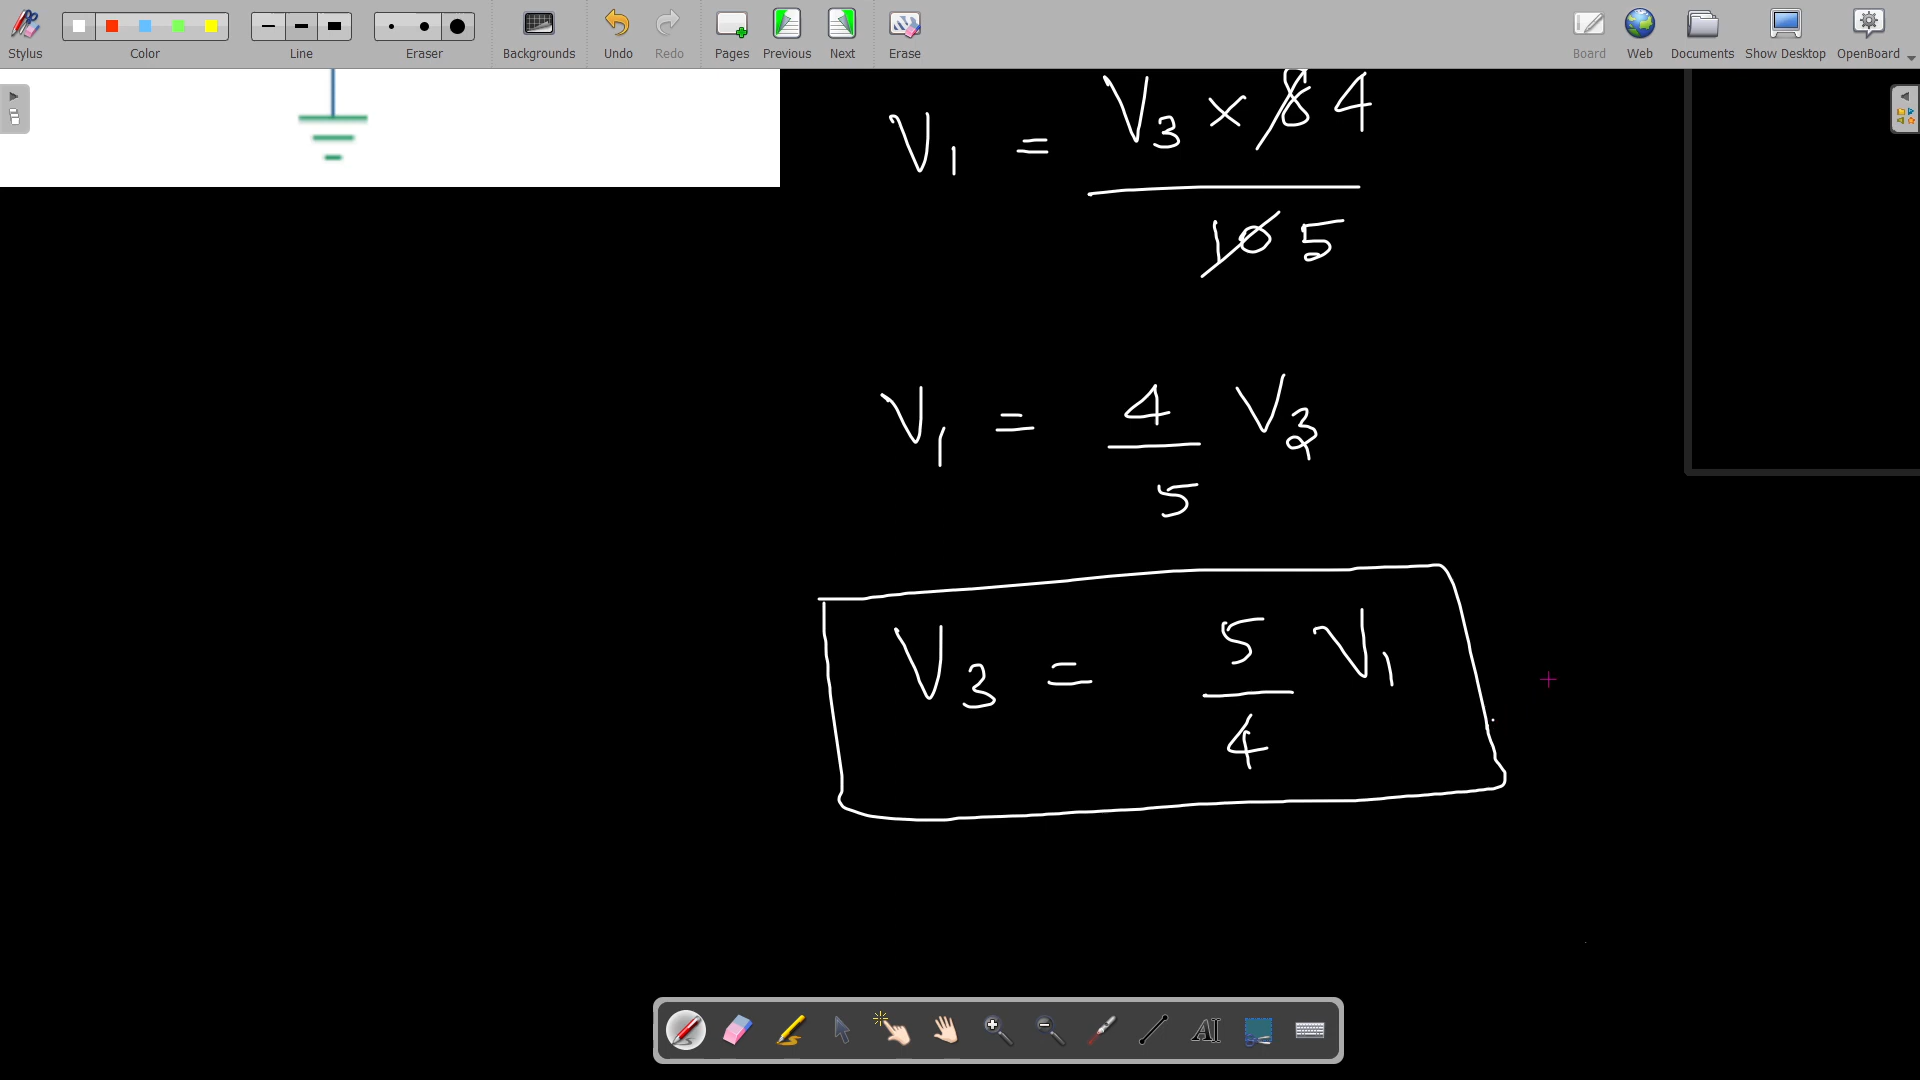 Stylus Color Line Eraser Backgrounds Undo Redo Pages Previous Next Erase Board Web Documents Show Desktop OpenBoard
V₃ × 8 4
V₁ = ―――
10 5
V₁ = 4/5 V₃
V₃ = 5/4 V₁
AI